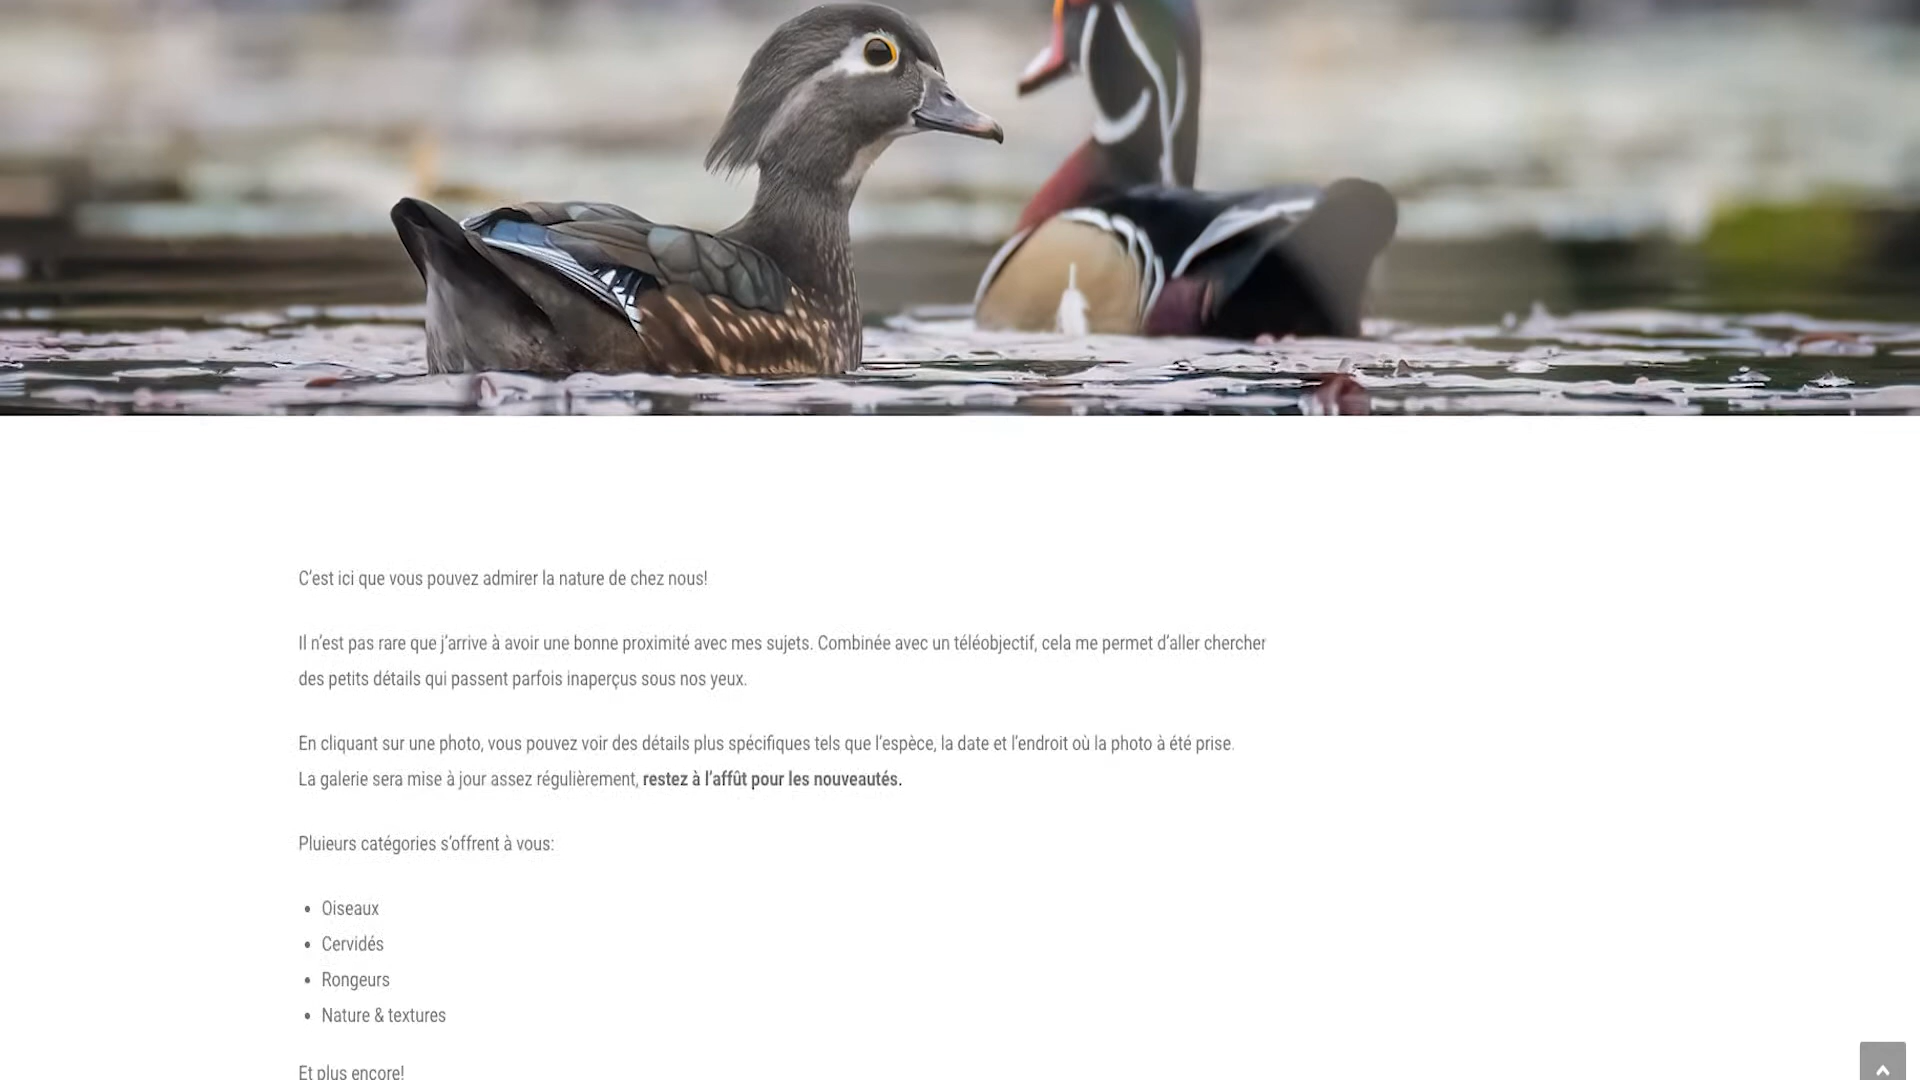 C’est ici que vous pouvez admirer la nature de chez nous!
Il n’est pas rare que j’arrive à avoir une bonne proximité avec mes sujets. Combinée avec un téléobjectif, cela me permet d’aller chercher
des petits détails qui passent parfois inaperçus sous nos yeux.
En cliquant sur une photo, vous pouvez voir des détails plus spécifiques tels que l’espèce, la date et l’endroit où la photo à été prise.
La galerie sera mise à jour assez régulièrement, restez à l’affût pour les nouveautés.
Pluieurs catégories s’offrent à vous:
• Oiseaux
• Cervidés
• Rongeurs
• Nature & textures
Et plus encore!